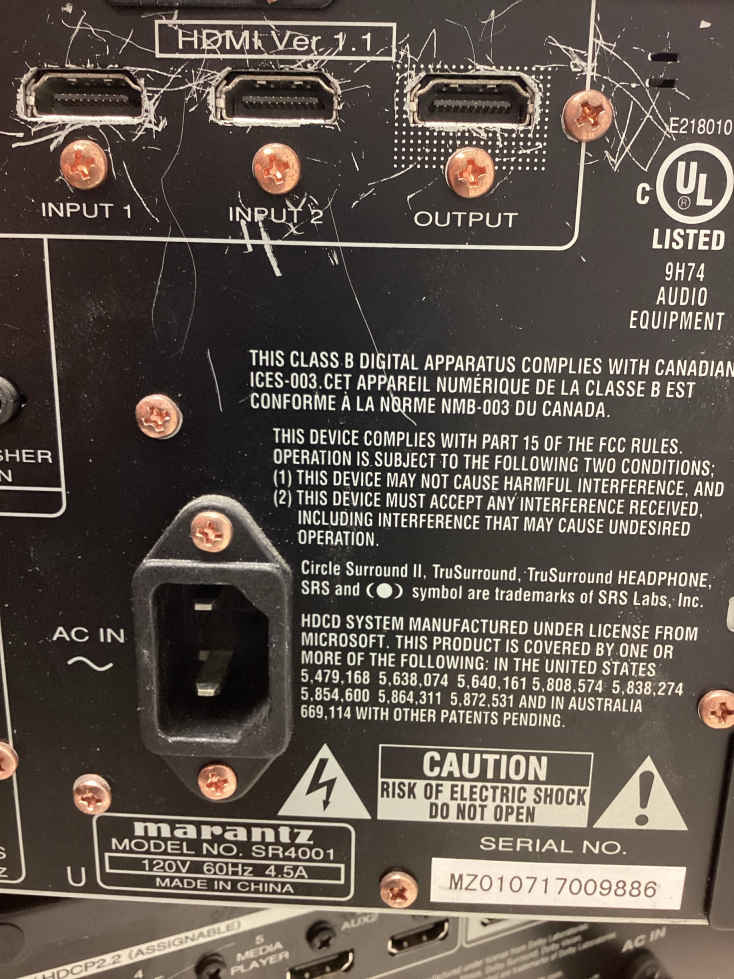 HDMI Ver 1.1
INPUT 1
INPUT 2
OUTPUT
E218010
C UL ®
LISTED
9H74
AUDIO
EQUIPMENT
THIS CLASS B DIGITAL APPARATUS COMPLIES WITH CANADIAN
ICES-003.CET APPAREIL NUMÉRIQUE DE LA CLASSE B EST
CONFORME À LA NORME NMB-003 DU CANADA.
SHER
N
THIS DEVICE COMPLIES WITH PART 15 OF THE FCC RULES.
OPERATION IS SUBJECT TO THE FOLLOWING TWO CONDITIONS;
(1) THIS DEVICE MAY NOT CAUSE HARMFUL INTERFERENCE, AND
(2) THIS DEVICE MUST ACCEPT ANY INTERFERENCE RECEIVED,
INCLUDING INTERFERENCE THAT MAY CAUSE UNDESIRED
OPERATION.
Circle Surround II, TruSurround, TruSurround HEADPHONE,
SRS and (●) symbol are trademarks of SRS Labs, Inc.
AC IN
HDCD SYSTEM MANUFACTURED UNDER LICENSE FROM
MICROSOFT. THIS PRODUCT IS COVERED BY ONE OR
MORE OF THE FOLLOWING: IN THE UNITED STATES
5,479,168 5,638,074 5,640,161 5,808,574 5,838,274
5,854,600 5,864,311 5,872,531 AND IN AUSTRALIA
669,114 WITH OTHER PATENTS PENDING.
CAUTION
RISK OF ELECTRIC SHOCK
DO NOT OPEN
marantz
MODEL NO. SR4001
120V 60Hz 4.5A
MADE IN CHINA
S
z
U
SERIAL NO.
MZ010717009886
HDCP2.2 (ASSIGNABLE)
4
5
MEDIA
PLAYER
AUX2
AC IN